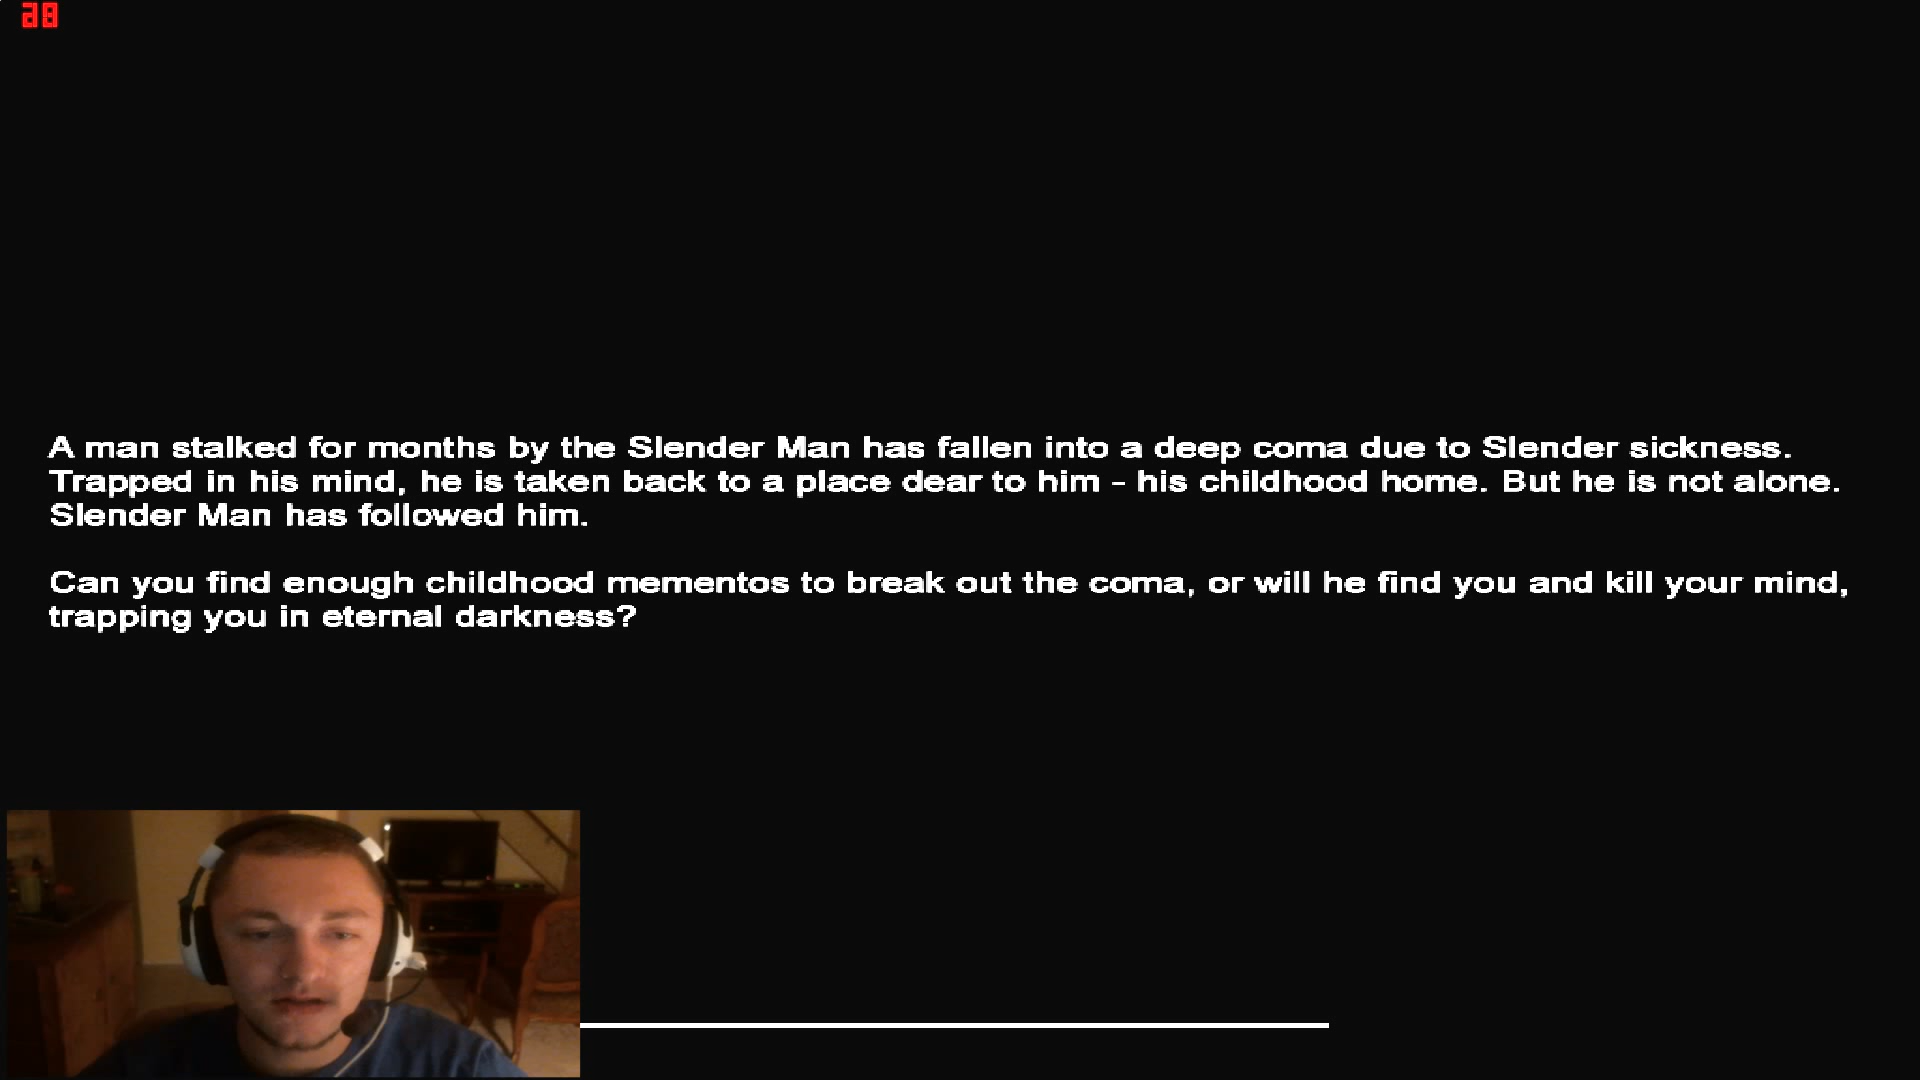 28
A man stalked for months by the Slender Man has fallen into a deep coma due to Slender sickness.
Trapped in his mind, he is taken back to a place dear to him - his childhood home. But he is not alone.
Slender Man has followed him.
Can you find enough childhood mementos to break out the coma, or will he find you and kill your mind,
trapping you in eternal darkness?